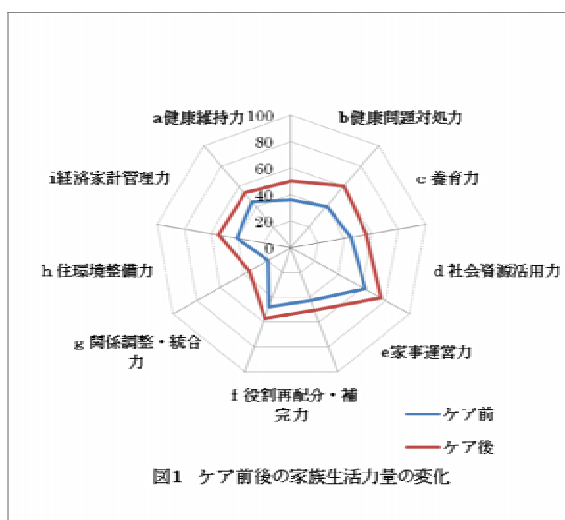 100
80
60
40
20
0
a健康維持力
b健康問題対処力
c 養育力
d 社会資源活用力
e家事運営力
f 役割再配分・補
完力
g 関係調整・統合
力
h 住環境整備力
i経済家計管理力
ケア前
ケア後
図1 ケア前後の家族生活力量の変化